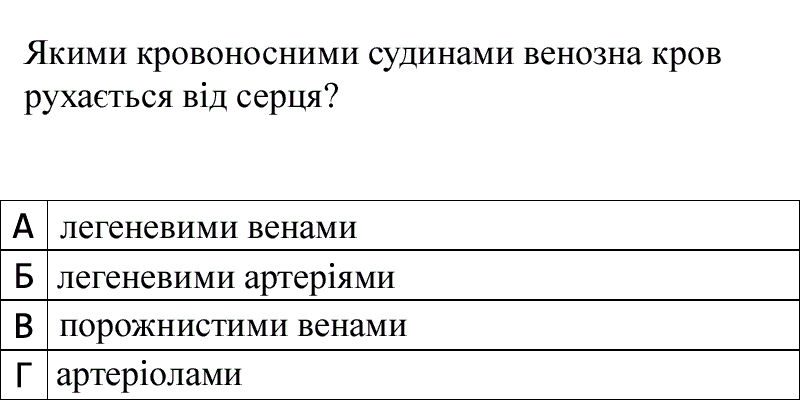 Якими кровоносними судинами венозна кров
рухається від серця?
А легеневими венами
Б легеневими артеріями
В порожнистими венами
Г артеріолами